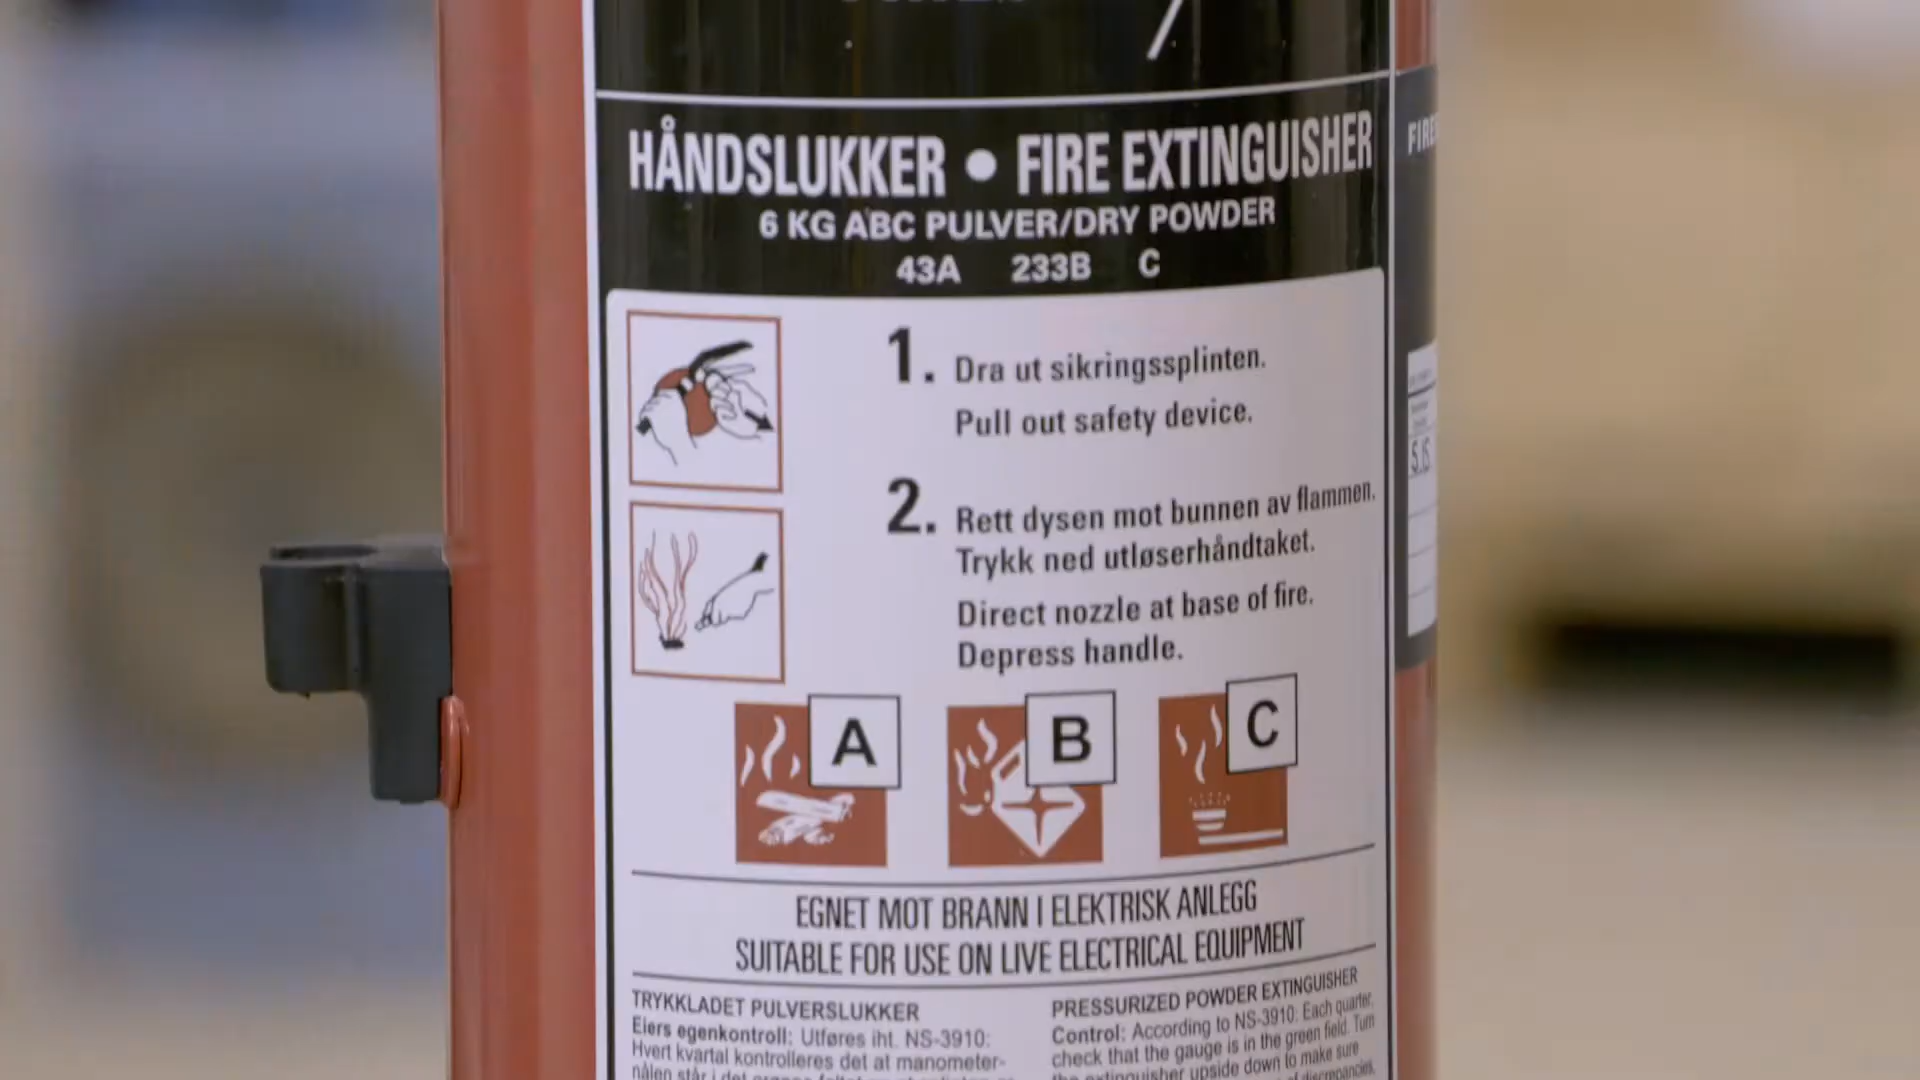 HÅNDSLUKKER • FIRE EXTINGUISHER
6 KG ABC PULVER/DRY POWDER
43A 233B C
1. Dra ut sikringssplinten.
Pull out safety device.
2. Rett dysen mot bunnen av flammen.
Trykk ned utløserhåndtaket.
Direct nozzle at base of fire.
Depress handle.
A B C
EGNET MOT BRANN I ELEKTRISK ANLEGG
SUITABLE FOR USE ON LIVE ELECTRICAL EQUIPMENT
TRYKKLADET PULVERSLUKKER
Eiers egenkontroll: Utføres iht. NS-3910:
Hvert kvartal kontrolleres det at manometer-
PRESSURIZED POWDER EXTINGUISHER
Control: According to NS-3910: Each quarter,
check that the gauge is in the green field. Turn
the extinguisher upside down to make sure
of discrepancies,
FIRE